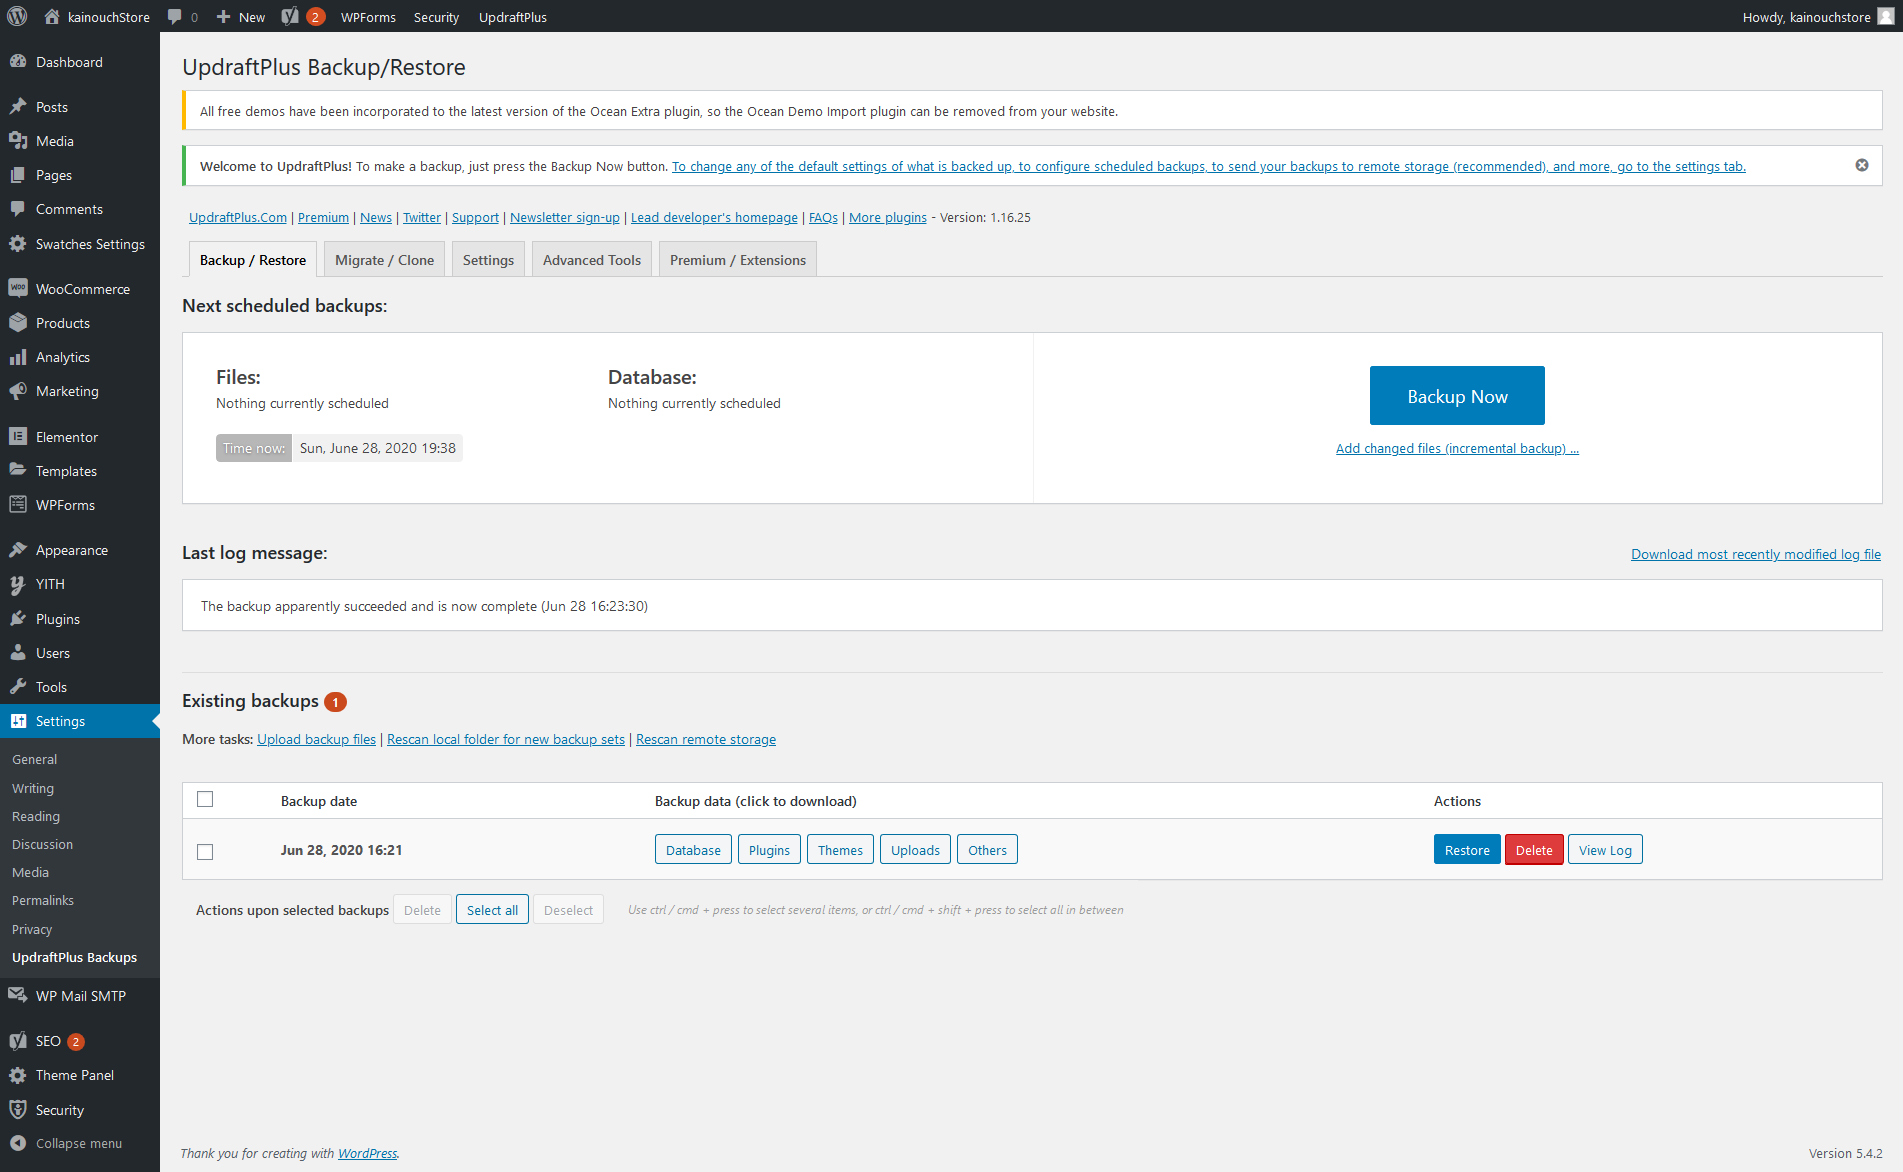 kainouchStore 0 New 2 WPForms Security UpdraftPlus Howdy, kainouchstore
Dashboard
Posts
Media
Pages
Comments
Swatches Settings
WooCommerce
Products
Analytics
Marketing
Elementor
Templates
WPForms
Appearance
YITH
Plugins
Users
Tools
Settings
General
Writing
Reading
Discussion
Media
Permalinks
Privacy
UpdraftPlus Backups
WP Mail SMTP
SEO 2
Theme Panel
Security
Collapse menu
UpdraftPlus Backup/Restore
All free demos have been incorporated to the latest version of the Ocean Extra plugin, so the Ocean Demo Import plugin can be removed from your website.
Welcome to UpdraftPlus! To make a backup, just press the Backup Now button. To change any of the default settings of what is backed up, to configure scheduled backups, to send your backups to remote storage (recommended), and more, go to the settings tab.
UpdraftPlus.Com | Premium | News | Twitter | Support | Newsletter sign-up | Lead developer's homepage | FAQs | More plugins - Version: 1.16.25
Backup / Restore Migrate / Clone Settings Advanced Tools Premium / Extensions
Next scheduled backups:
Files: Database:
Nothing currently scheduled Nothing currently scheduled
Time now: Sun, June 28, 2020 19:38
Backup Now
Add changed files (incremental backup) ...
Last log message: Download most recently modified log file
The backup apparently succeeded and is now complete (Jun 28 16:23:30)
Existing backups 1
More tasks: Upload backup files | Rescan local folder for new backup sets | Rescan remote storage
Backup date Backup data (click to download) Actions
Jun 28, 2020 16:21 Database Plugins Themes Uploads Others Restore Delete View Log
Actions upon selected backups Delete Select all Deselect Use ctrl / cmd + press to select several items, or ctrl / cmd + shift + press to select all in between
Thank you for creating with WordPress. Version 5.4.2